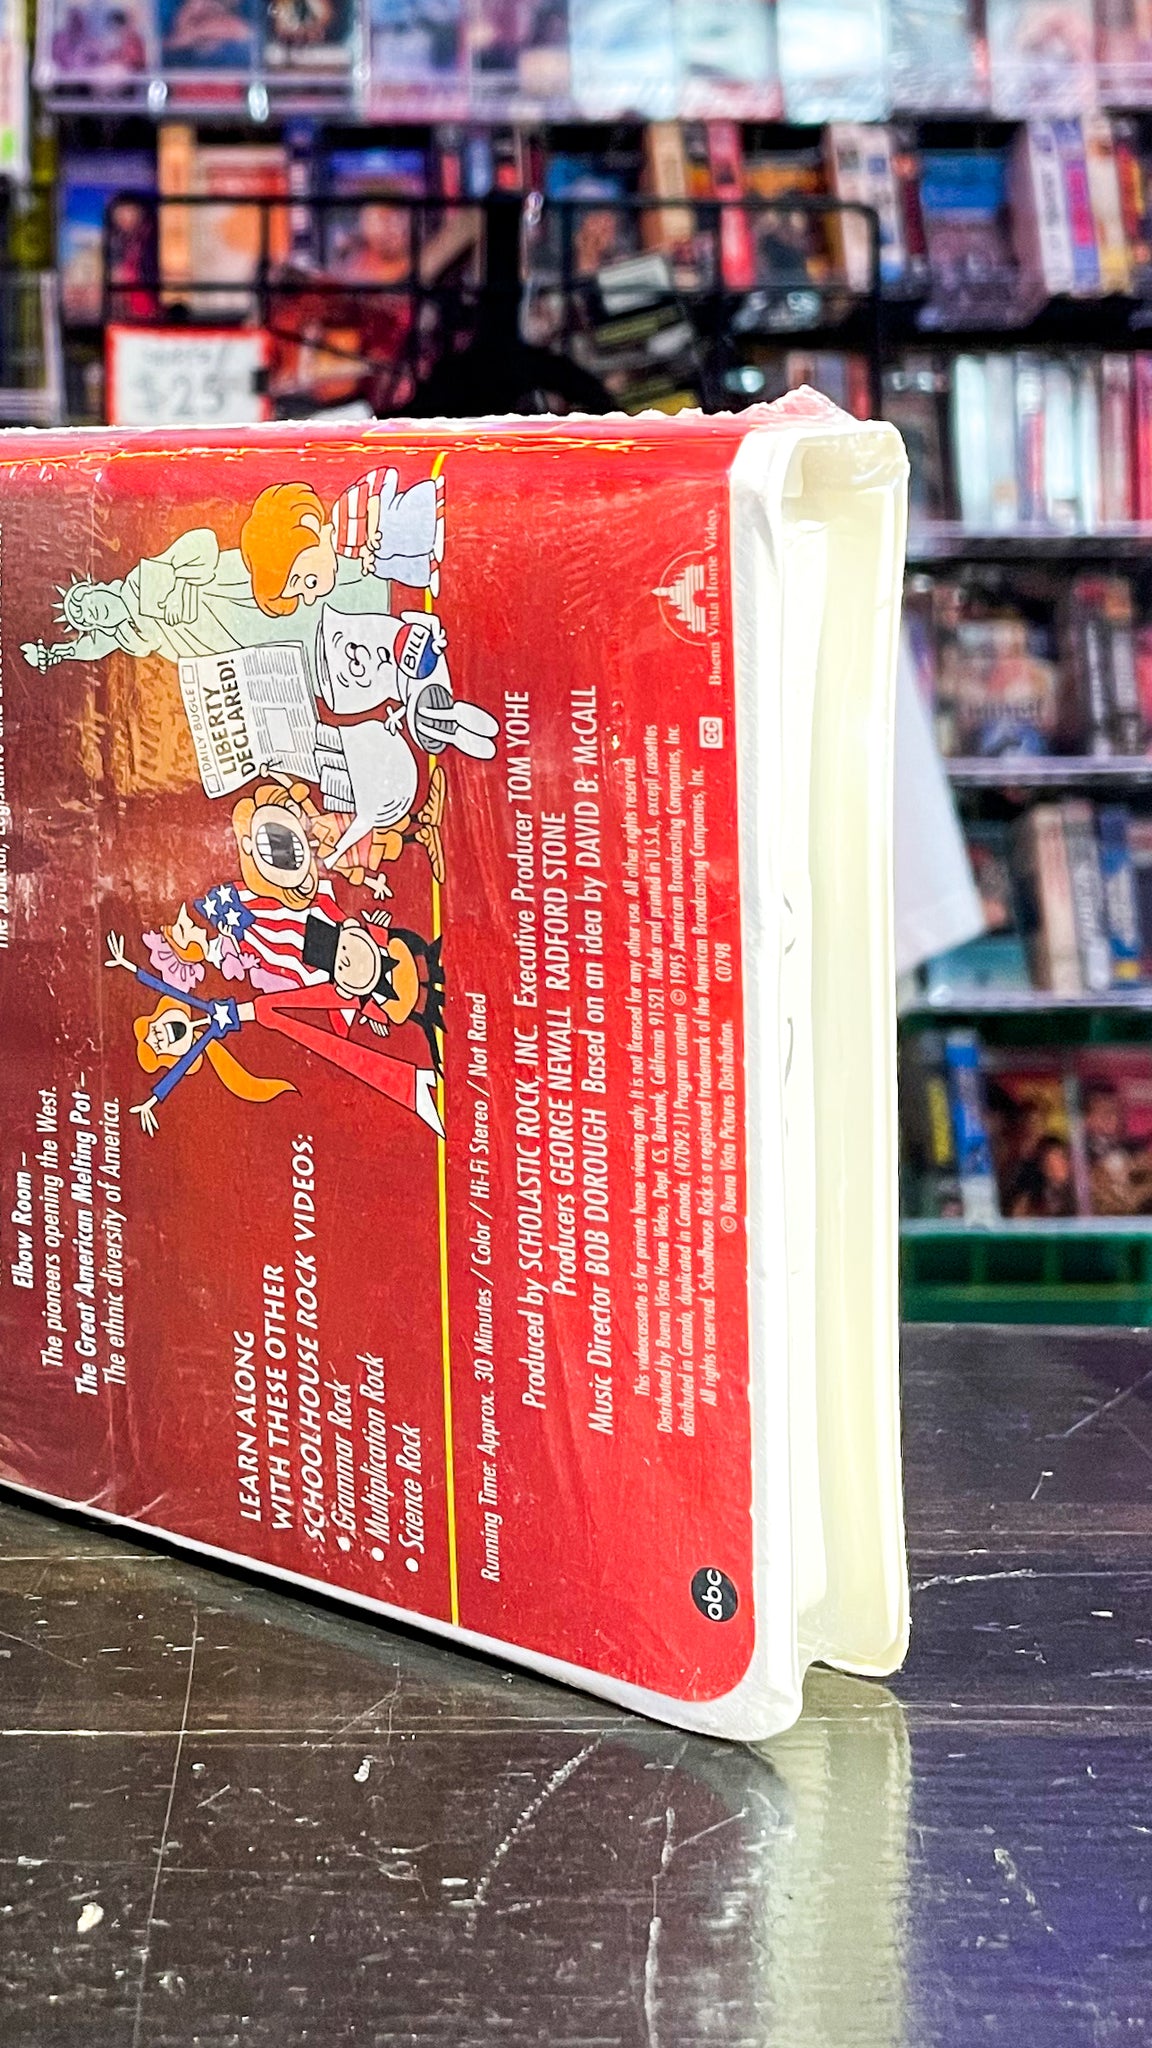 Elbow Room –
The pioneers opening the West.
The Great American Melting Pot –
The ethnic diversity of America.
DAILY BUGLE
LIBERTY
DECLARED!
BILL
LEARN ALONG
WITH THESE OTHER
SCHOOLHOUSE ROCK VIDEOS:
• Grammar Rock
• Multiplication Rock
• Science Rock
Running Time: Approx. 30 Minutes / Color / Hi-Fi Stereo / Not Rated
Produced by SCHOLASTIC ROCK, INC. Executive Producer TOM YOHE
Producers GEORGE NEWALL RADFORD STONE
Music Director BOB DOROUGH Based on an idea by DAVID B. McCALL
This videocassette is for private home viewing only. It is not licensed for any other use. All other rights reserved.
Distributed by Buena Vista Home Video, Dept. CS, Burbank, California 91521. Made and printed in U.S.A., except cassettes
distributed in Canada, duplicated in Canada (47092-1) Program content © 1995 American Broadcasting Companies, Inc.
All rights reserved. Schoolhouse Rock is a registered trademark of the American Broadcasting Companies, Inc.
© Buena Vista Pictures Distribution. C0798
CC
Buena Vista Home Video
abc
$25